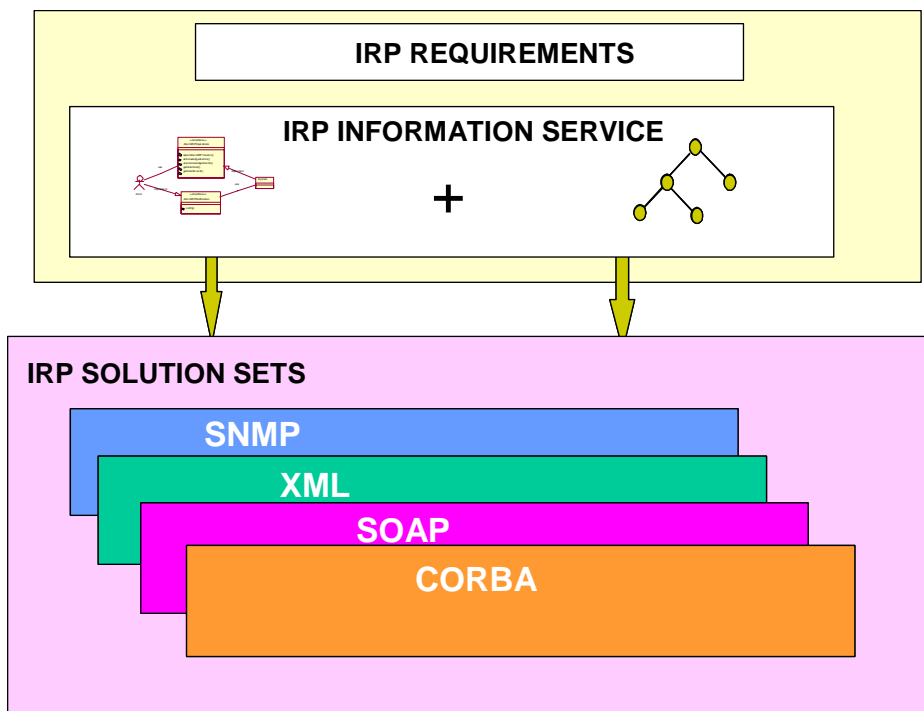 IRP REQUIREMENTS
IRP INFORMATION SERVICE
+
IRP SOLUTION SETS
SNMP
XML
SOAP
CORBA